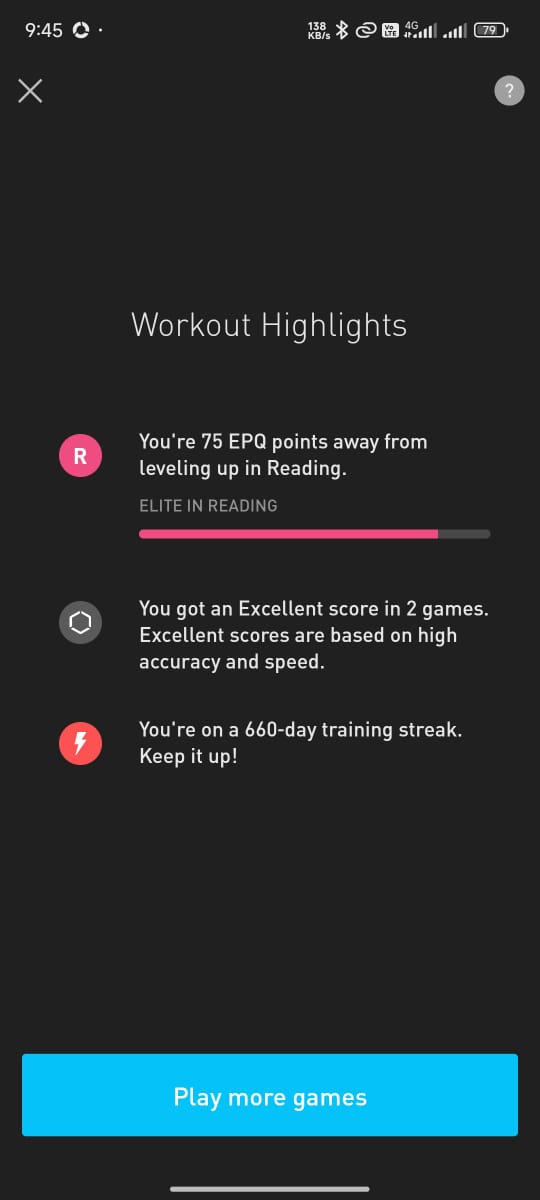 9:45
138
KB/s
Vo
LTE
4G
79
?
Workout Highlights
R
You're 75 EPQ points away from
leveling up in Reading.
ELITE IN READING
You got an Excellent score in 2 games.
Excellent scores are based on high
accuracy and speed.
You're on a 660-day training streak.
Keep it up!
Play more games